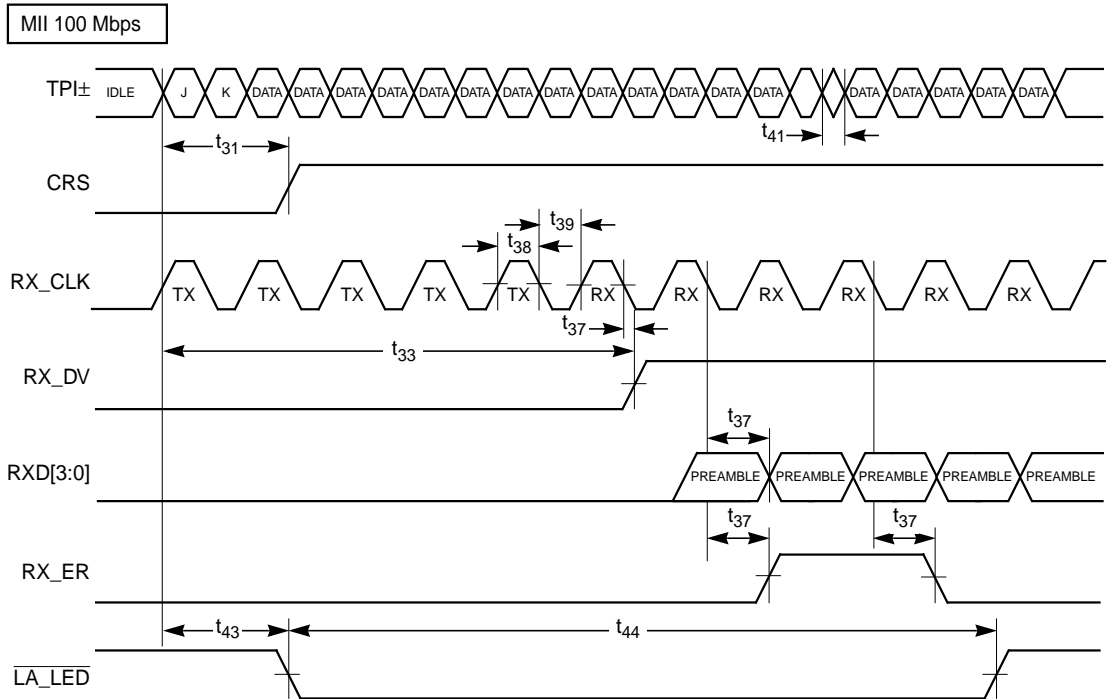 MII 100 Mbps
TPI± IDLE J K DATA DATA DATA DATA DATA DATA DATA DATA DATA DATA DATA DATA DATA DATA DATA DATA DATA DATA
t41
t31
CRS
t39
t38
RX_CLK TX TX TX TX TX RX RX RX RX RX RX
t37
t33
RX_DV
t37
RXD[3:0] PREAMBLE PREAMBLE PREAMBLE PREAMBLE PREAMBLE
t37 t37
RX_ER
t43 t44
LA_LED